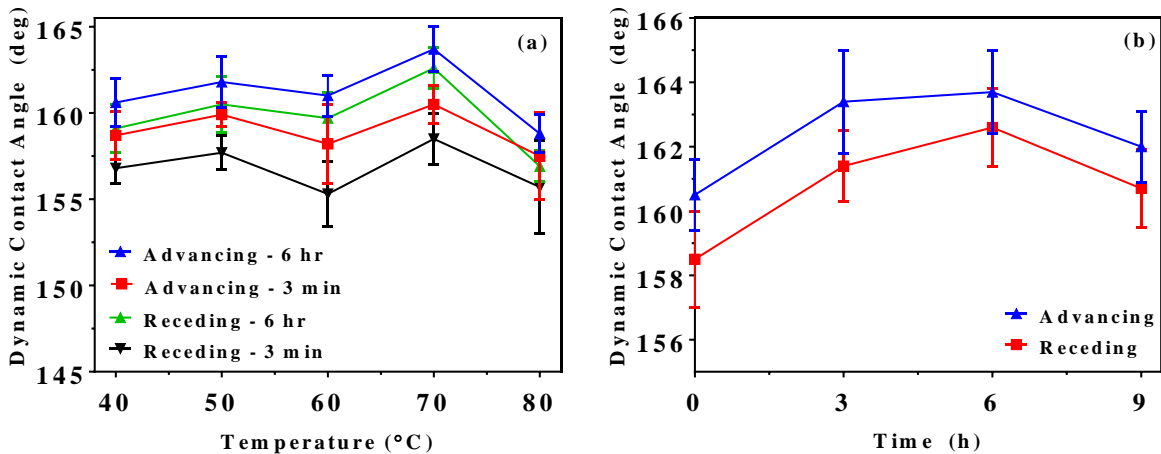 Dynamic Contact Angle (deg)
165
160
155
150
145
(a)
Advancing - 6 hr
Advancing - 3 min
Receding - 6 hr
Receding - 3 min
40 50 60 70 80
Temperature (°C)
Dynamic Contact Angle (deg)
166
164
162
160
158
156
(b)
Advancing
Receding
0 3 6 9
Time (h)